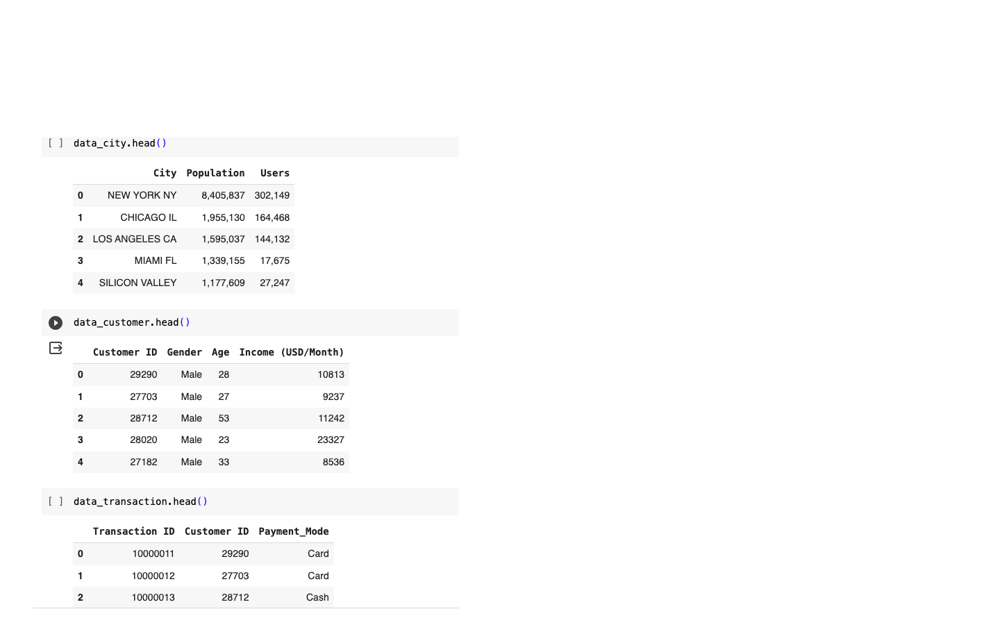 [ ] data_city.head()
City Population Users
0 NEW YORK NY 8,405,837 302,149
1 CHICAGO IL 1,955,130 164,468
2 LOS ANGELES CA 1,595,037 144,132
3 MIAMI FL 1,339,155 17,675
4 SILICON VALLEY 1,177,609 27,247
data_customer.head()
Customer ID Gender Age Income (USD/Month)
0 29290 Male 28 10813
1 27703 Male 27 9237
2 28712 Male 53 11242
3 28020 Male 23 23327
4 27182 Male 33 8536
[ ] data_transaction.head()
Transaction ID Customer ID Payment_Mode
0 10000011 29290 Card
1 10000012 27703 Card
2 10000013 28712 Cash